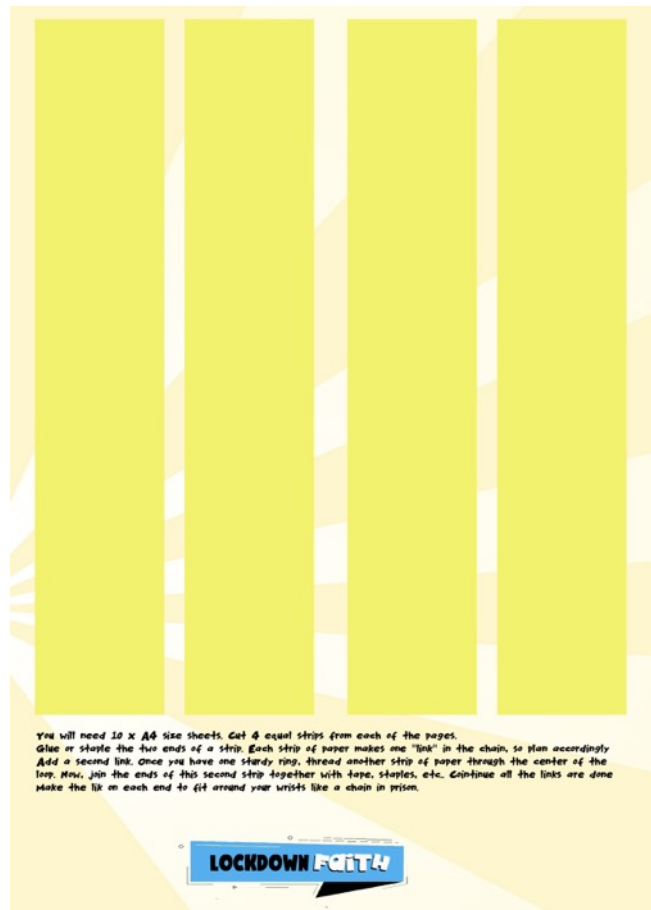 You will need 10 x A4 size sheets. Cut 4 equal strips from each of the pages.
Glue or staple the two ends of a strip. Each strip of paper makes one "link" in the chain, so plan accordingly
Add a second link. Once you have one sturdy ring, thread another strip of paper through the center of the
loop. Now, join the ends of this second strip together with tape, staples, etc.. Cointinue all the links are done
Make the lik on each end to fit around your wrists like a chain in prison.
LOCKDOWN FAITH